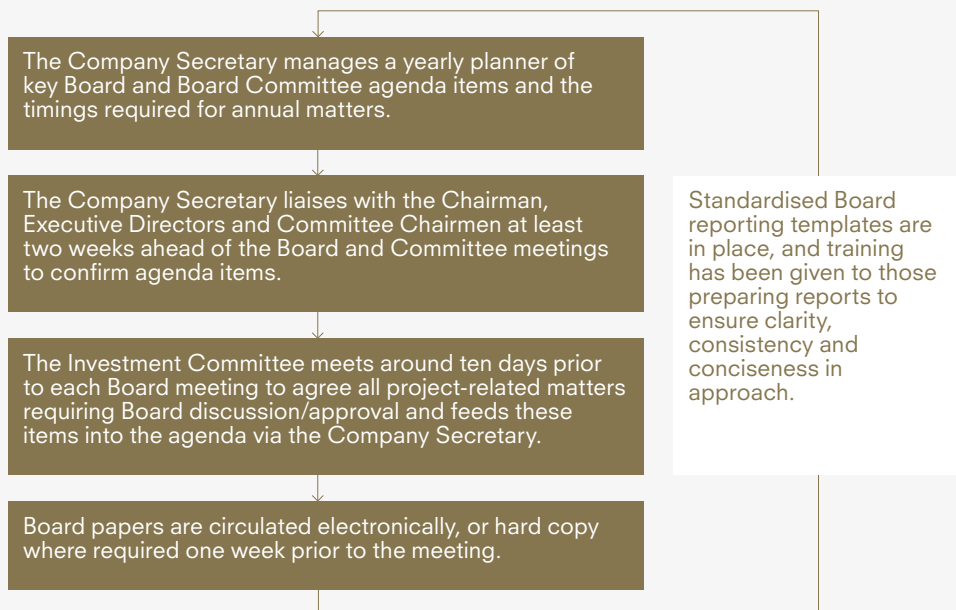 The Company Secretary manages a yearly planner of
key Board and Board Committee agenda items and the
timings required for annual matters.
The Company Secretary liaises with the Chairman,
Executive Directors and Committee Chairmen at least
two weeks ahead of the Board and Committee meetings
to confirm agenda items.
The Investment Committee meets around ten days prior
to each Board meeting to agree all project-related matters
requiring Board discussion/approval and feeds these
items into the agenda via the Company Secretary.
Board papers are circulated electronically, or hard copy
where required one week prior to the meeting.
Standardised Board
reporting templates are
in place, and training
has been given to those
preparing reports to
ensure clarity,
consistency and
conciseness in
approach.